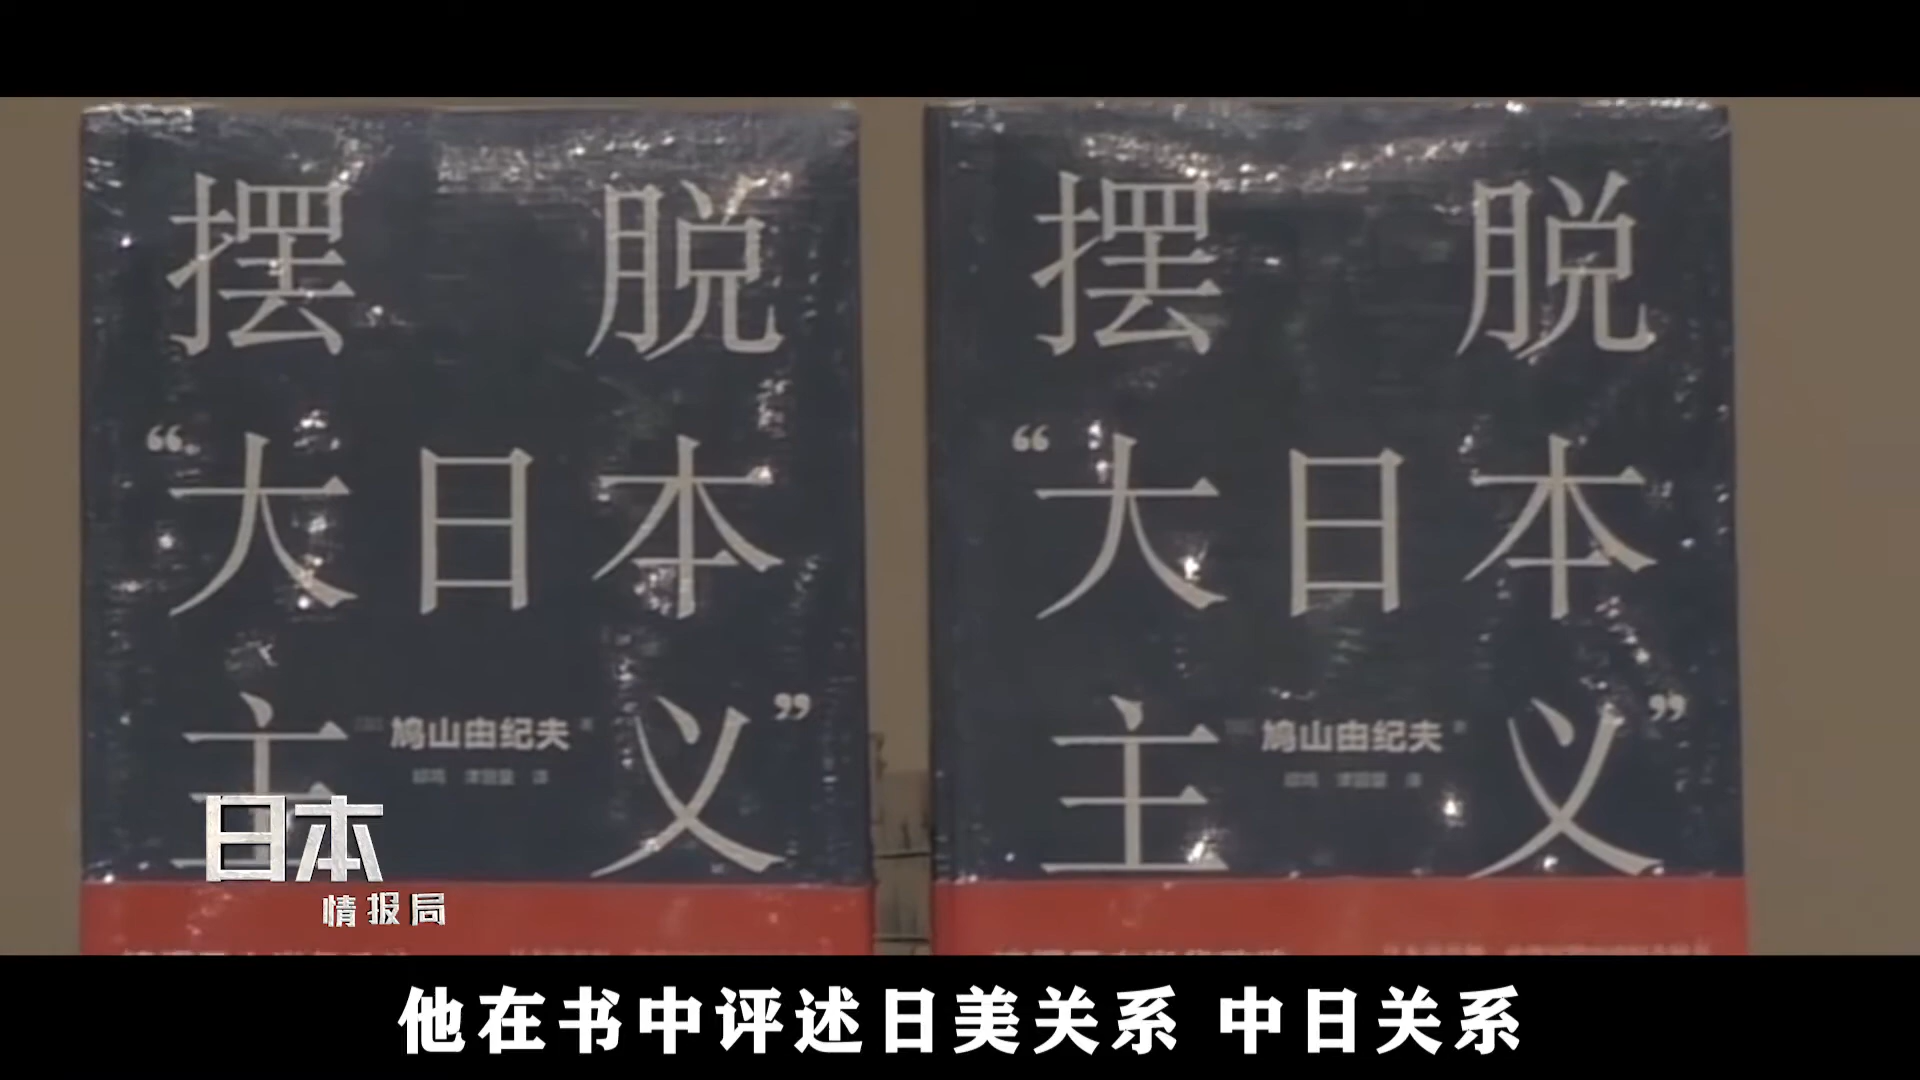 摆脱
“大日本
主义”
鸠山由纪夫
摆脱
“大日本
主义”
鸠山由纪夫
日本
情报局
他在书中评述日美关系 中日关系